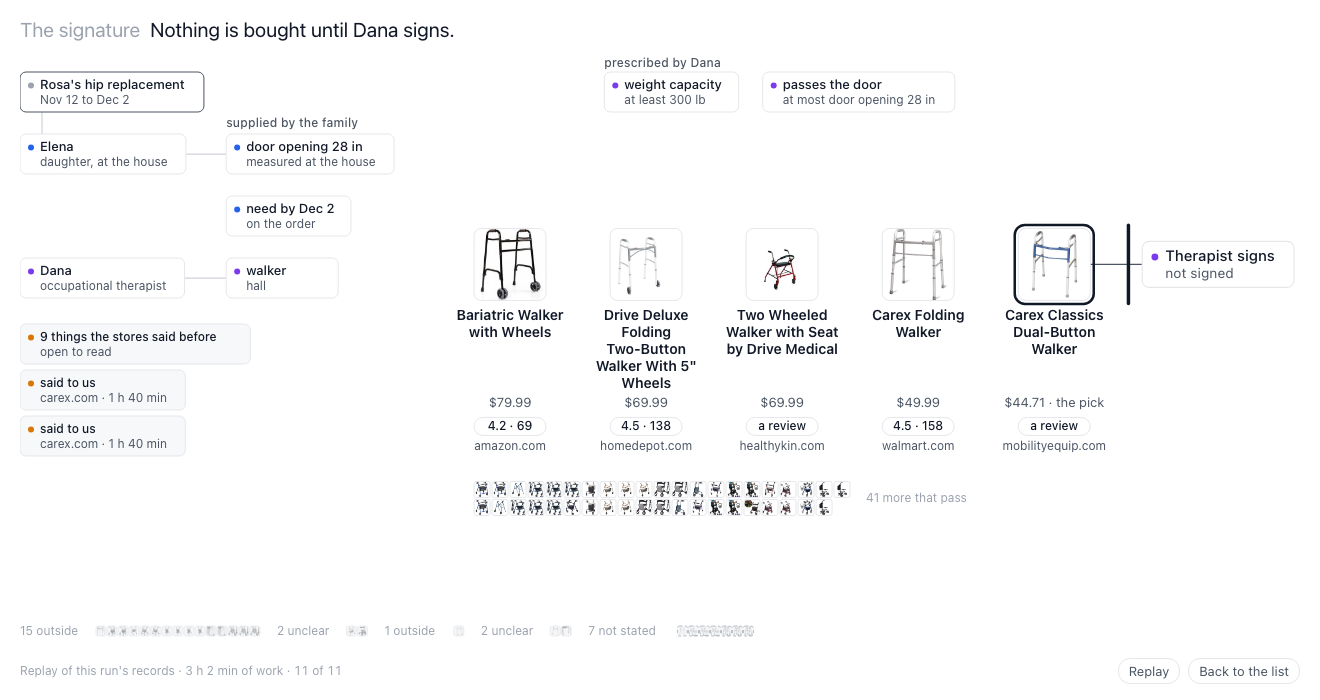 The signature Nothing is bought until Dana signs.
prescribed by Dana
Rosa's hip replacement
Nov 12 to Dec 2
weight capacity
at least 300 lb
passes the door
at most door opening 28 in
supplied by the family
Elena
daughter, at the house
door opening 28 in
measured at the house
need by Dec 2
on the order
Dana
occupational therapist
walker
hall
Therapist signs
not signed
9 things the stores said before
open to read
said to us
carex.com · 1 h 40 min
said to us
carex.com · 1 h 40 min
Bariatric Walker
with Wheels
$79.99
4.2 · 69
amazon.com
Drive Deluxe
Folding
Two-Button
Walker With 5"
Wheels
$69.99
4.5 · 138
homedepot.com
Two Wheeled
Walker with Seat
by Drive Medical
$69.99
a review
healthykin.com
Carex Folding
Walker
$49.99
4.5 · 158
walmart.com
Carex Classics
Dual-Button
Walker
$44.71 · the pick
a review
mobilityequip.com
41 more that pass
15 outside
2 unclear
1 outside
2 unclear
7 not stated
Replay of this run's records · 3 h 2 min of work · 11 of 11
Replay
Back to the list